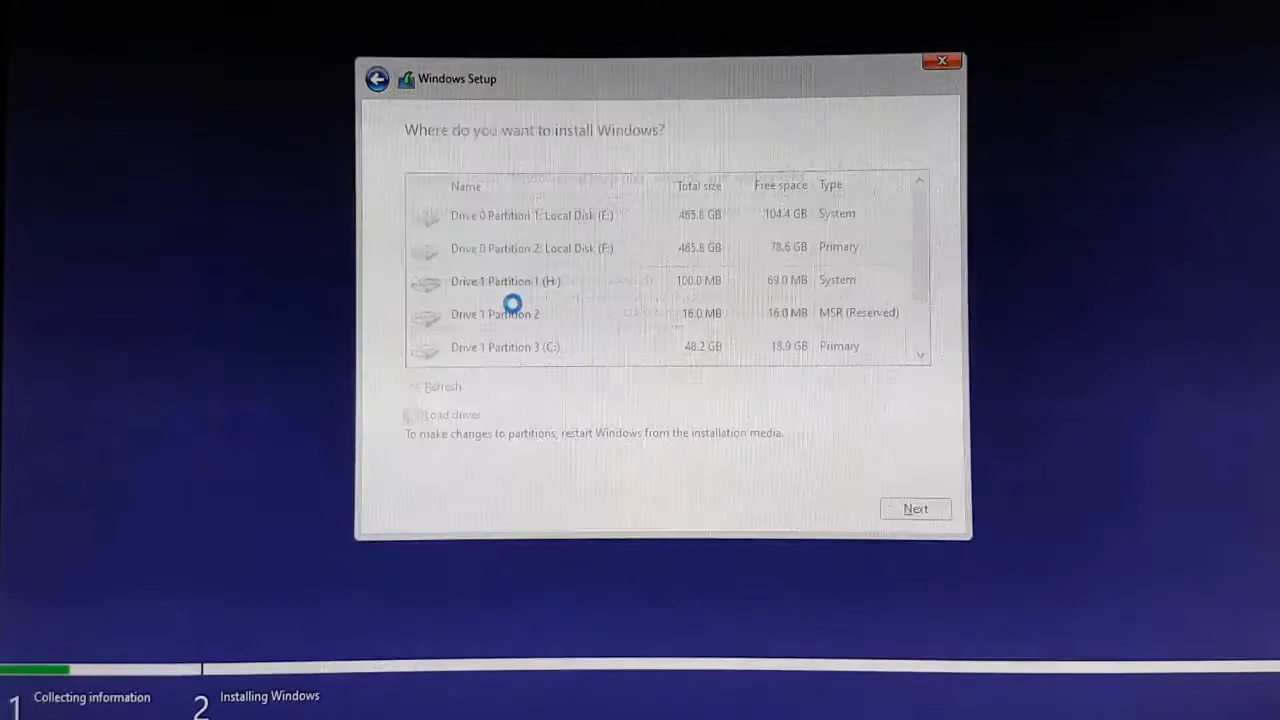 Windows Setup
Where do you want to install Windows?
Name Total size Free space Type
Drive 0 Partition 1: Local Disk (E:) 465.8 GB 104.4 GB System
Drive 0 Partition 2: Local Disk (F:) 465.8 GB 78.6 GB Primary
Drive 1 Partition 1 (H:) 100.0 MB 69.0 MB System
Drive 1 Partition 2 16.0 MB 16.0 MB MSR (Reserved)
Drive 1 Partition 3 (C:) 48.2 GB 18.9 GB Primary
Refresh
Load driver
To make changes to partitions, restart Windows from the installation media.
Next
1 Collecting information 2 Installing Windows